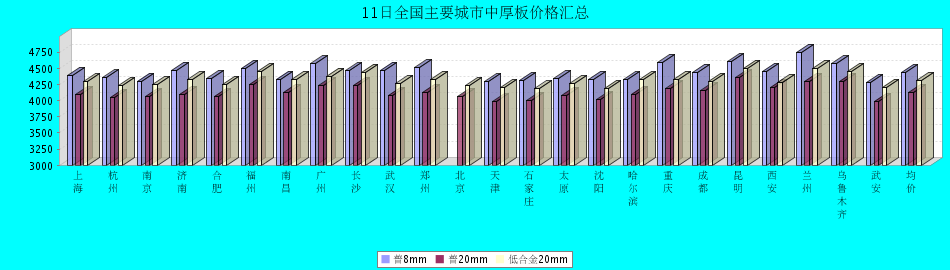 11日全国主要城市中厚板价格汇总
4750
4500
4250
4000
3750
3500
3250
3000
上海 杭州 南京 济南 合肥 福州 南昌 广州 长沙 武汉 郑州 北京 天津 石家庄 太原 沈阳 哈尔滨 重庆 成都 昆明 西安 兰州 乌鲁木齐 武安 均价
普8mm 普20mm 低合金20mm